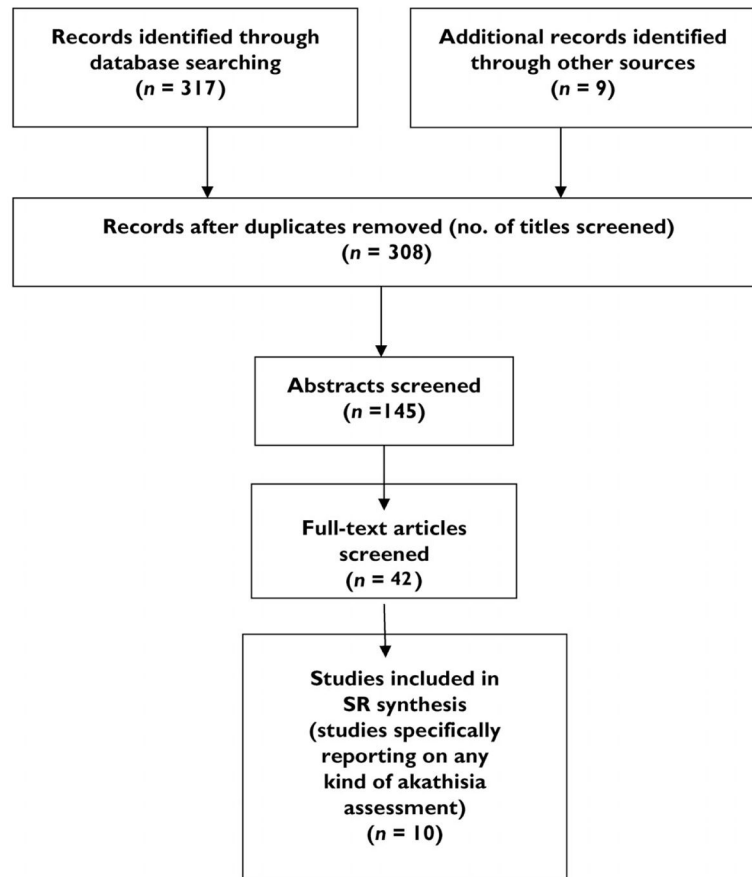 Records identified through
database searching
(n = 317)
Additional records identified
through other sources
(n = 9)
Records after duplicates removed (no. of titles screened)
(n = 308)
Abstracts screened
(n =145)
Full-text articles
screened
(n = 42)
Studies included in
SR synthesis
(studies specifically
reporting on any
kind of akathisia
assessment)
(n = 10)